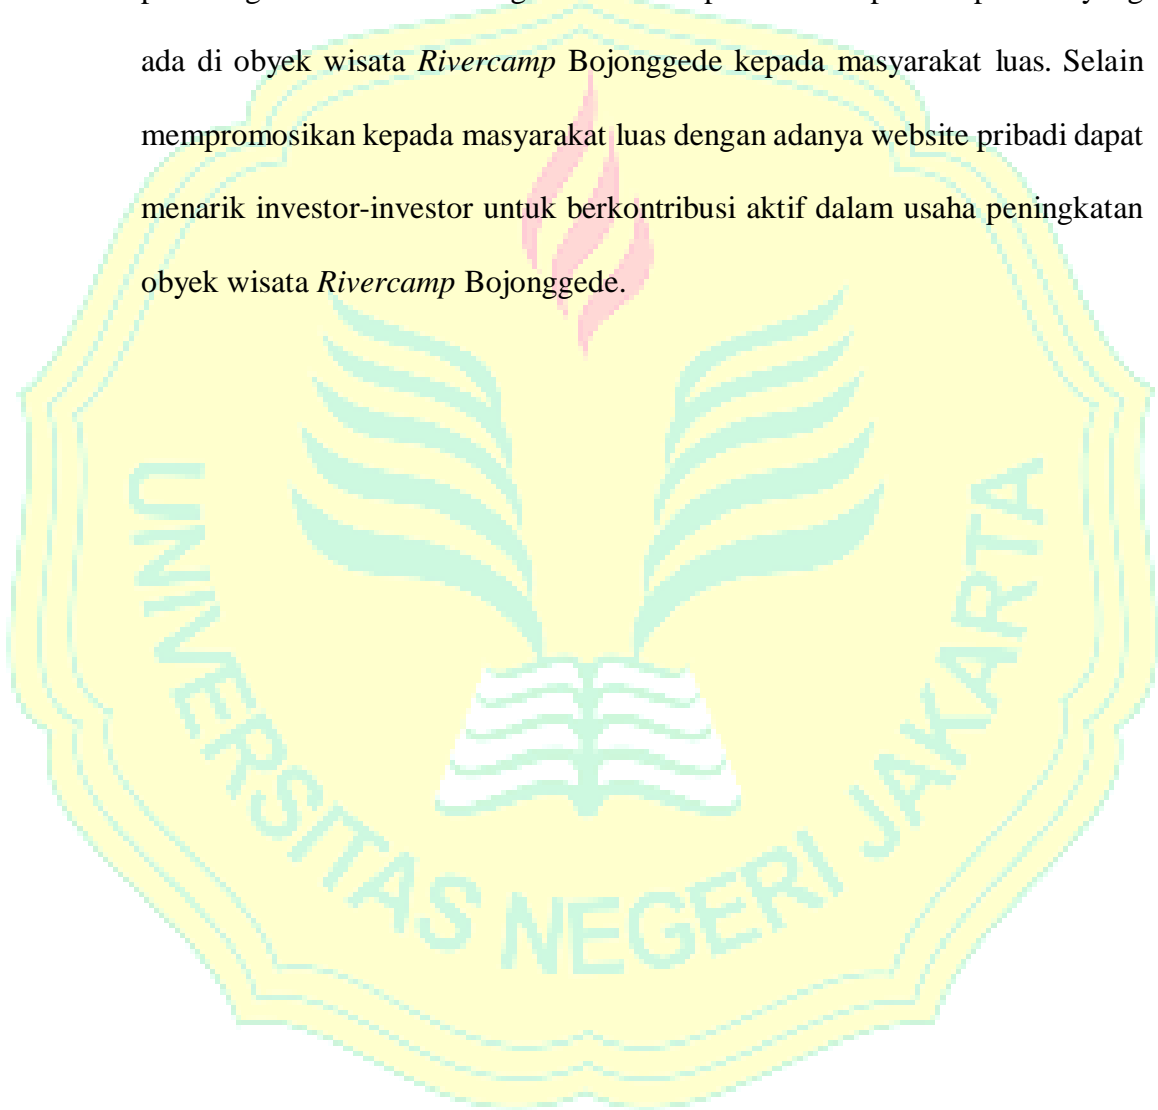 ada di obyek wisata Rivercamp Bojonggede kepada masyarakat luas. Selain
mempromosikan kepada masyarakat luas dengan adanya website pribadi dapat
menarik investor-investor untuk berkontribusi aktif dalam usaha peningkatan
obyek wisata Rivercamp Bojonggede.
UNIVERSITAS NEGERI JAKARTA